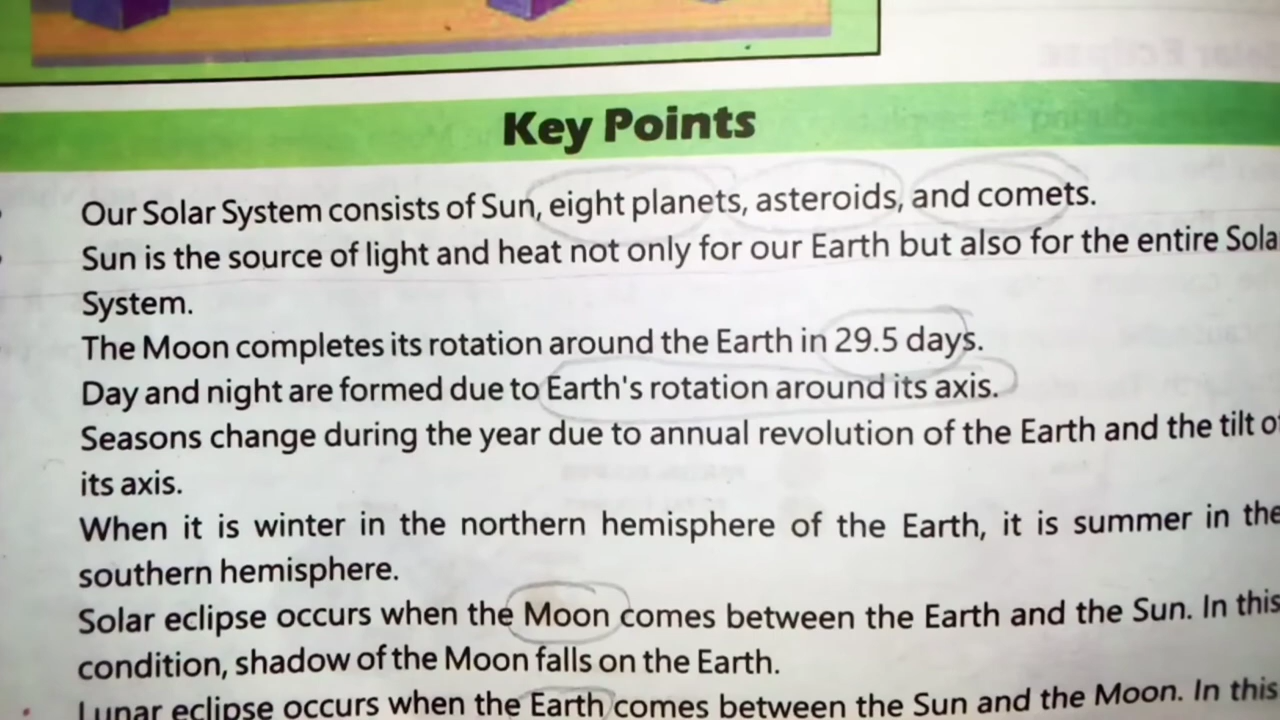 Key Points
Our Solar System consists of Sun, eight planets, asteroids, and comets.
Sun is the source of light and heat not only for our Earth but also for the entire Sola
System.
The Moon completes its rotation around the Earth in 29.5 days.
Day and night are formed due to Earth's rotation around its axis.
Seasons change during the year due to annual revolution of the Earth and the tilt o
its axis.
When it is winter in the northern hemisphere of the Earth, it is summer in the
southern hemisphere.
Solar eclipse occurs when the Moon comes between the Earth and the Sun. In this
condition, shadow of the Moon falls on the Earth.
Lunar eclipse occurs when the Earth comes between the Sun and the Moon. In this